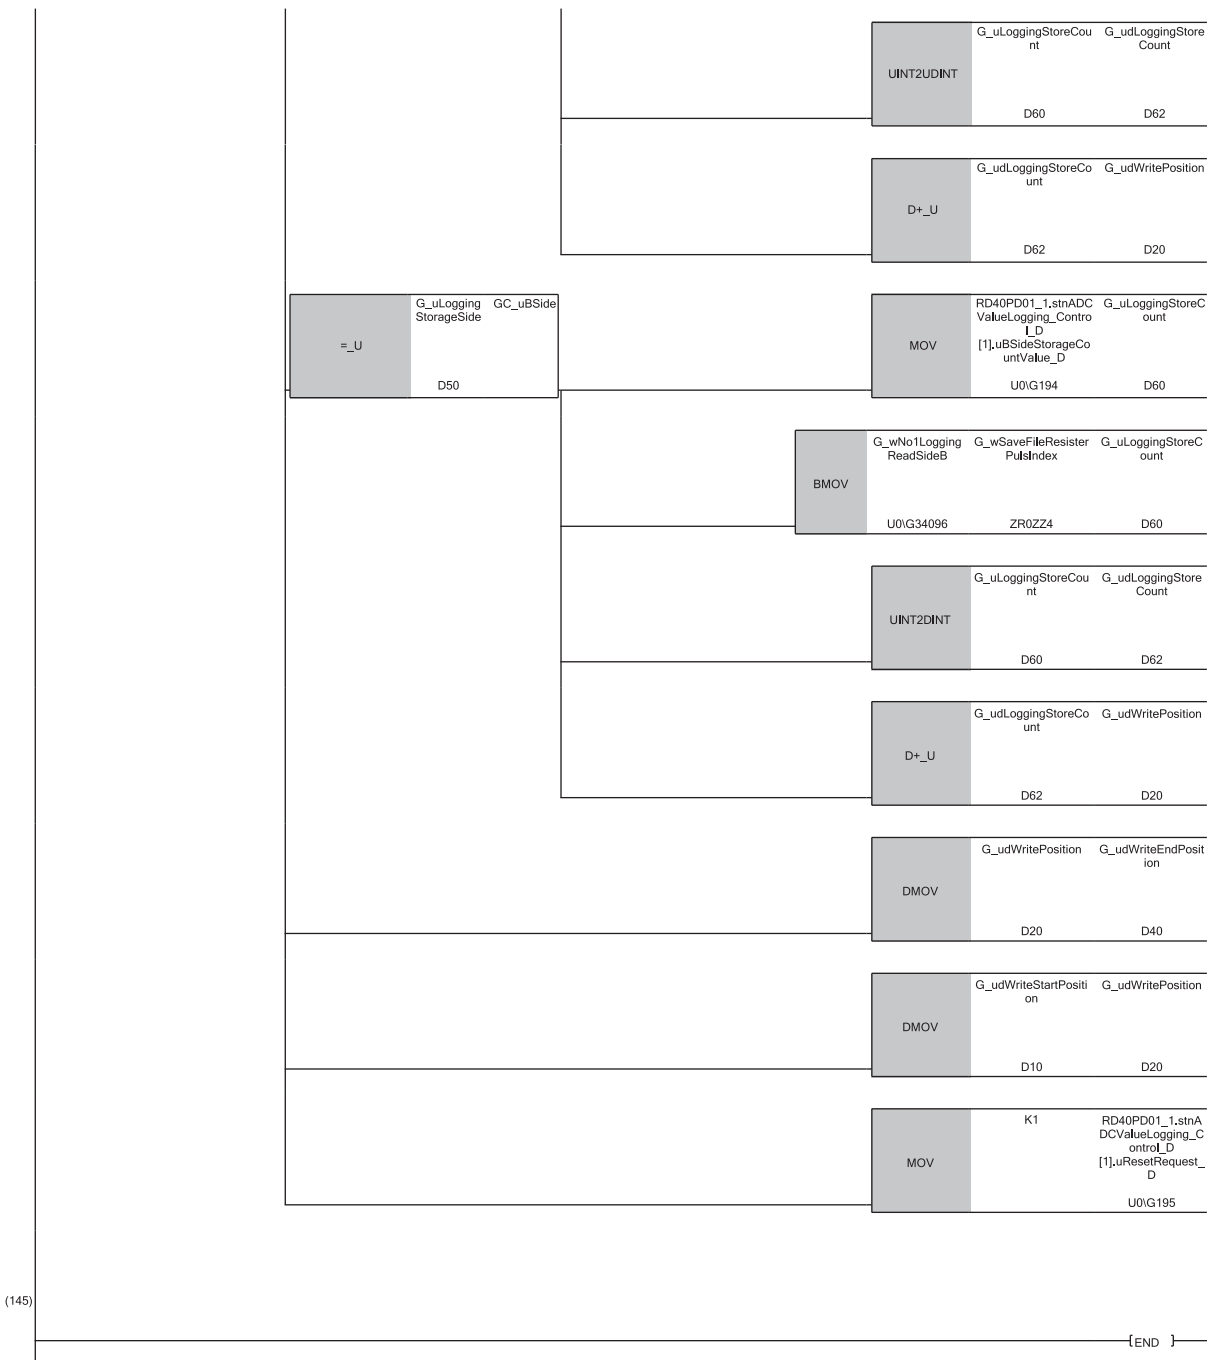 G_uLoggingStoreCou G_udLoggingStore
nt Count
UINT2UDINT
D60 D62
G_udLoggingStoreCo G_udWritePosition
unt
D+_U
D62 D20
G_uLogging GC_uBSide
StorageSide
=_U
D50
RD40PD01_1.stnADC G_uLoggingStoreC
ValueLogging_Contro ount
l_D
[1].uBSideStorageCo
untValue_D
MOV
U0\G194 D60
G_wNo1Logging G_wSaveFileResister G_uLoggingStoreC
ReadSideB PulsIndex ount
BMOV
U0\G34096 ZR0ZZ4 D60
G_uLoggingStoreCou G_udLoggingStore
nt Count
UINT2DINT
D60 D62
G_udLoggingStoreCo G_udWritePosition
unt
D+_U
D62 D20
G_udWritePosition G_udWriteEndPosit
ion
DMOV
D20 D40
G_udWriteStartPositi G_udWritePosition
on
DMOV
D10 D20
K1 RD40PD01_1.stnA
DCValueLogging_C
ontrol_D
[1].uResetRequest_
D
MOV
U0\G195
(145)
END